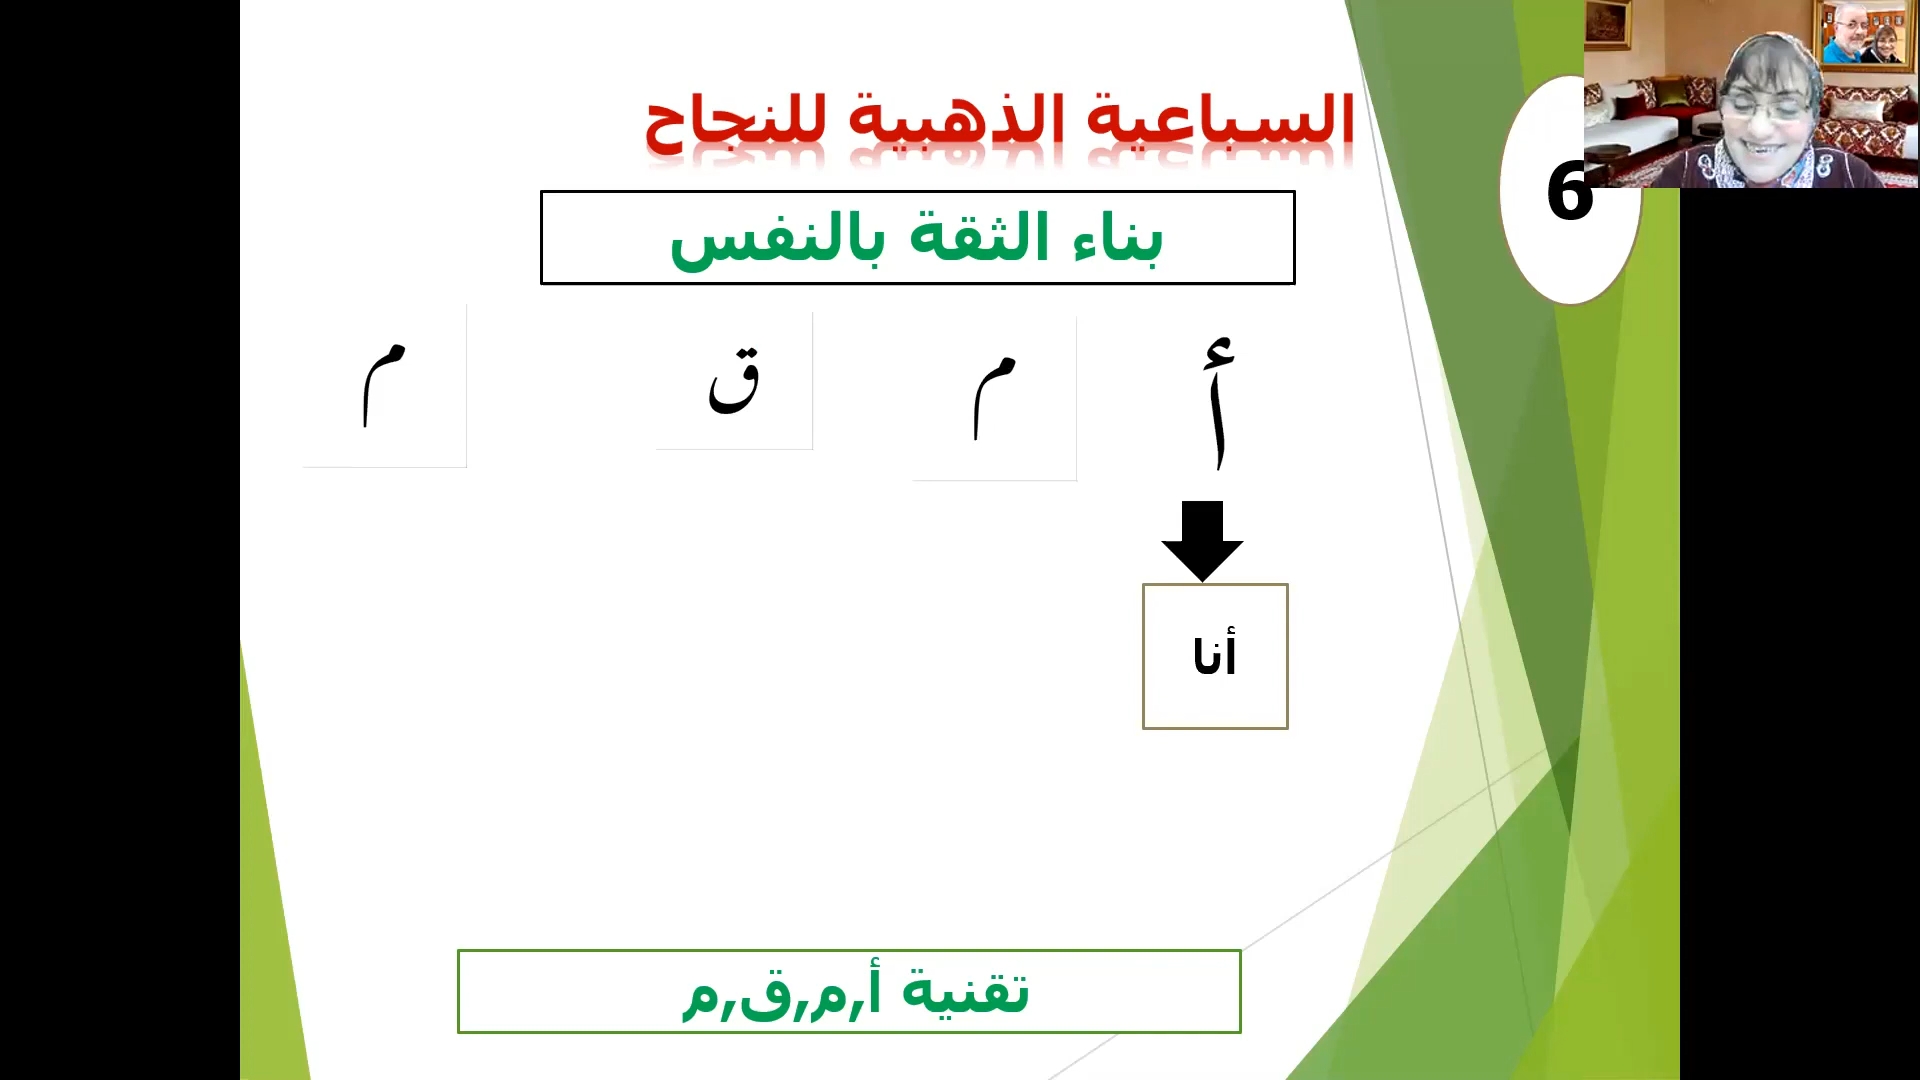 السباعية الذهبية للنجاح
6
بناء الثقة بالنفس
أ م ق م
أنا
تقنية أ,م,ق,م